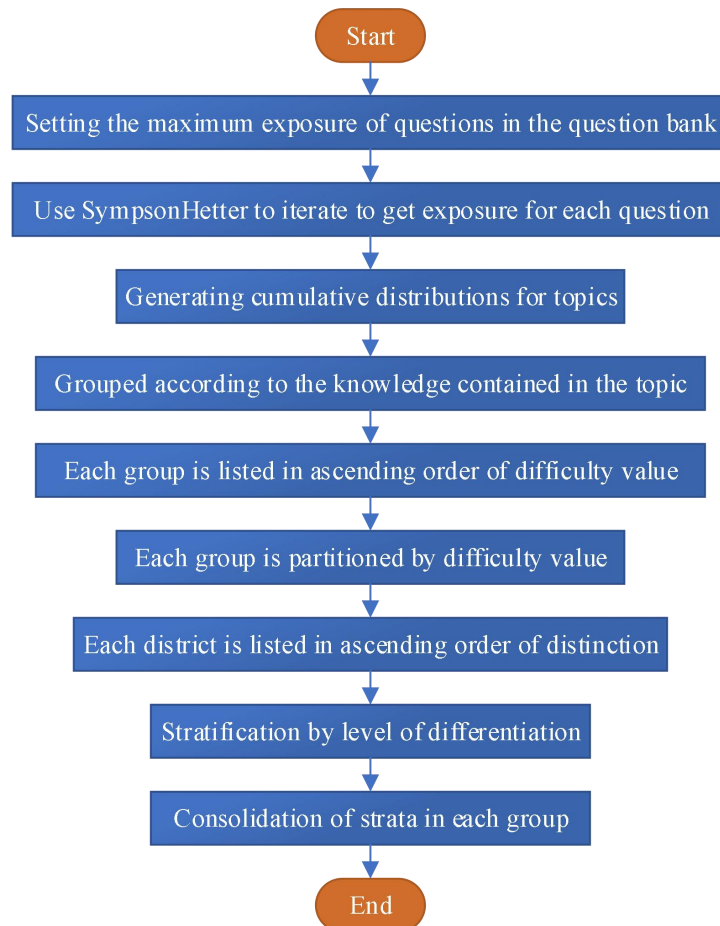 Start
Setting the maximum exposure of questions in the question bank
Use SympsonHetter to iterate to get exposure for each question
Generating cumulative distributions for topics
Grouped according to the knowledge contained in the topic
Each group is listed in ascending order of difficulty value
Each group is partitioned by difficulty value
Each district is listed in ascending order of distinction
Stratification by level of differentiation
Consolidation of strata in each group
End